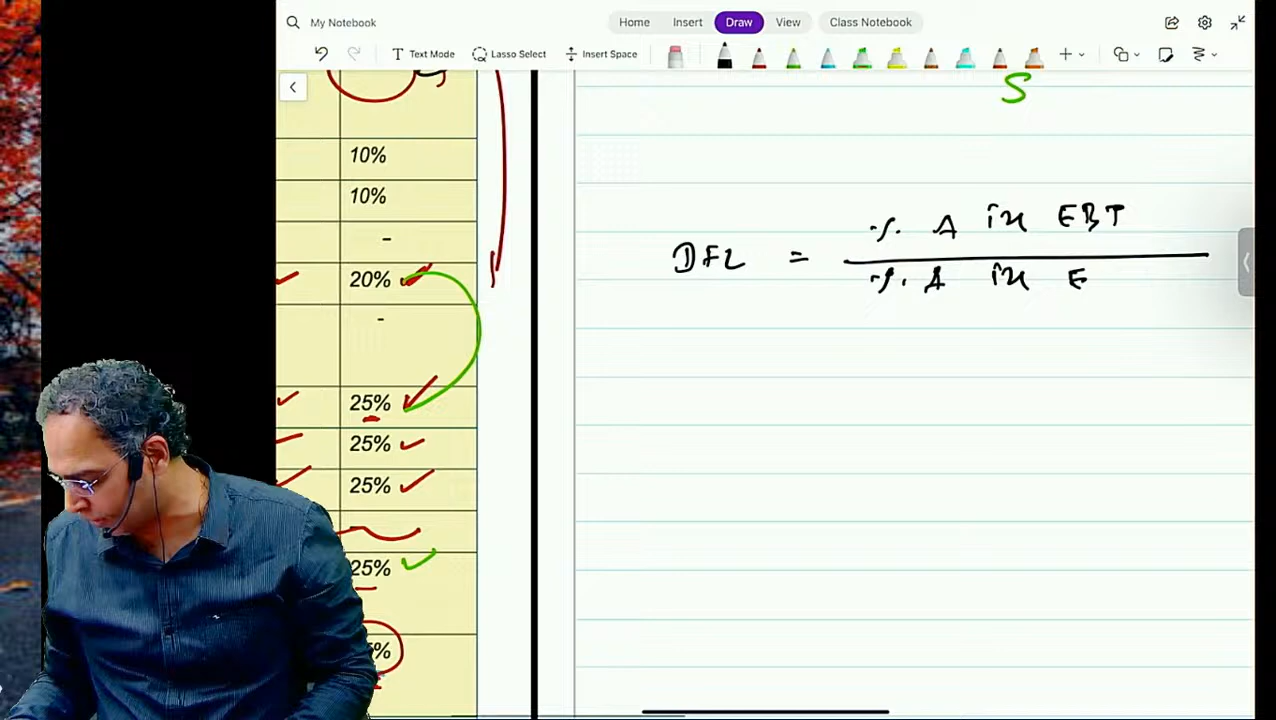 My Notebook
Home Insert Draw View Class Notebook
Text Mode Lasso Select Insert Space
S
10%
10%
-
20%
-
25%
25%
25%
25%
%
DFL = %. Δ in EBT
%. Δ in E